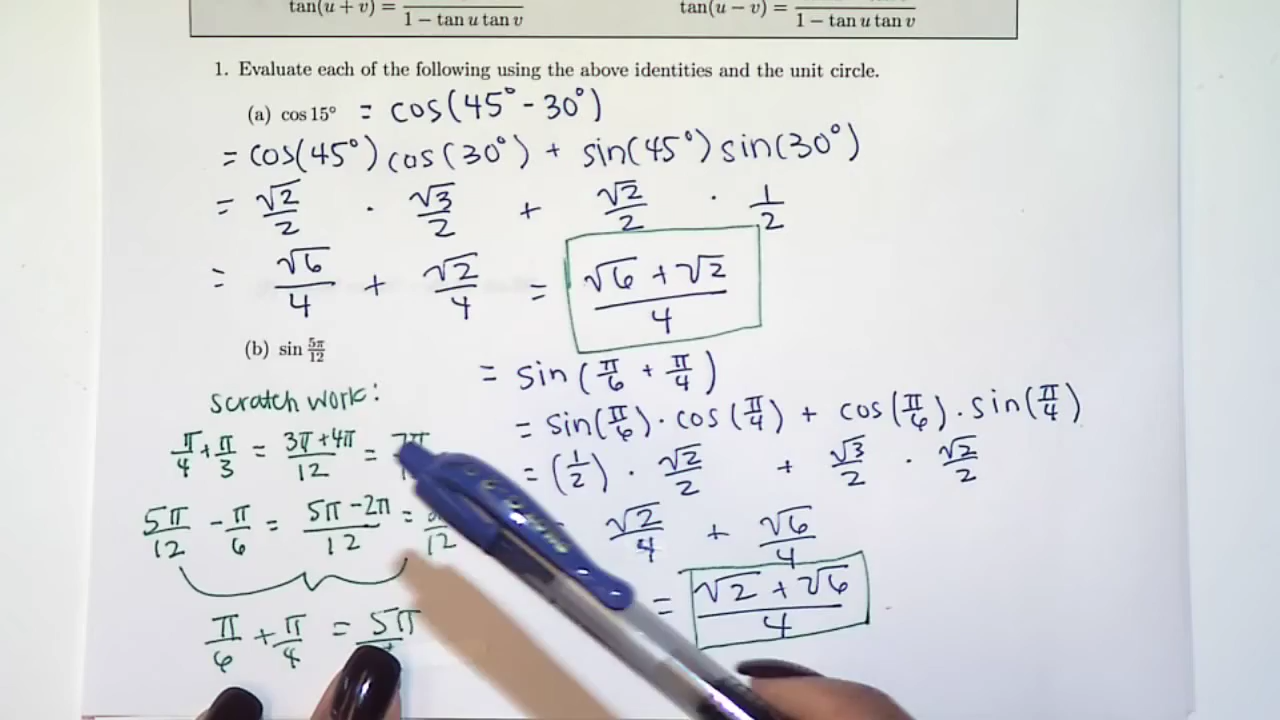 tan(u + v) = / 1 − tan u tan v    tan(u − v) = / 1 − tan u tan v
1. Evaluate each of the following using the above identities and the unit circle.
(a) cos 15° = cos(45° - 30°)
= cos(45°) cos(30°) + sin(45°) sin(30°)
= √2/2 · √3/2 + √2/2 · 1/2
= √6/4 + √2/4 = (√6 + √2)/4
(b) sin 5π/12
= sin(π/6 + π/4)
= sin(π/6) · cos(π/4) + cos(π/6) · sin(π/4)
= (1/2) · √2/2 + √3/2 · √2/2
√2/4 + √6/4
= (√2 + √6)/4
scratch work:
π/4 + π/3 = (3π + 4π)/12 = 7π
5π/12 - π/6 = (5π - 2π)/12 = /12
π/6 + π/4 = 5π